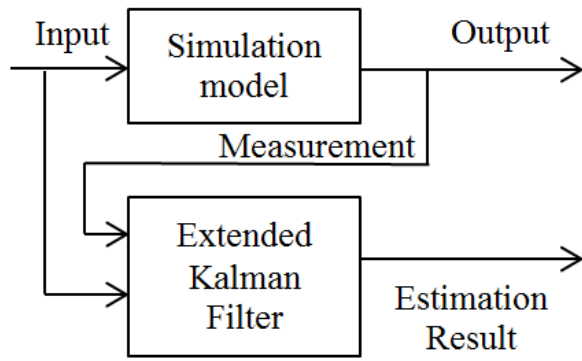 Input
Simulation
model
Output
Measurement
Extended
Kalman
Filter
Estimation
Result